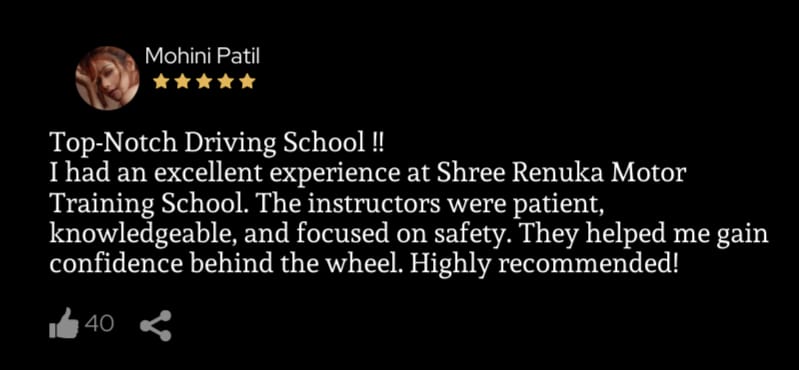 Mohini Patil
Top-Notch Driving School !!
I had an excellent experience at Shree Renuka Motor
Training School. The instructors were patient,
knowledgeable, and focused on safety. They helped me gain
confidence behind the wheel. Highly recommended!
40